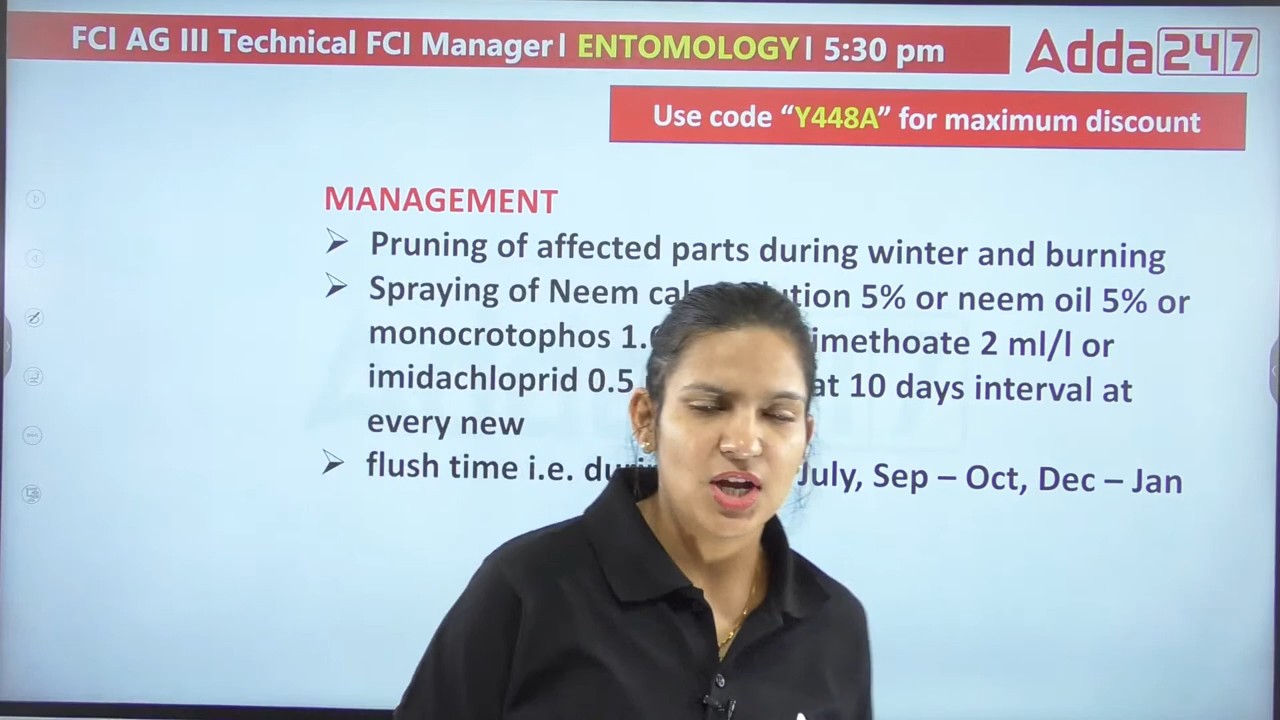 FCI AG III Technical FCI Manager| ENTOMOLOGY| 5:30 pm
Adda247
Use code “Y448A” for maximum discount
MANAGEMENT
Pruning of affected parts during winter and burning
Spraying of Neem 5% or neem oil 5% or
monocrotophos 2 ml/l or
imidachloprid 0.5 at 10 days interval at
every new
flush time i.e. July, Sep – Oct, Dec – Jan